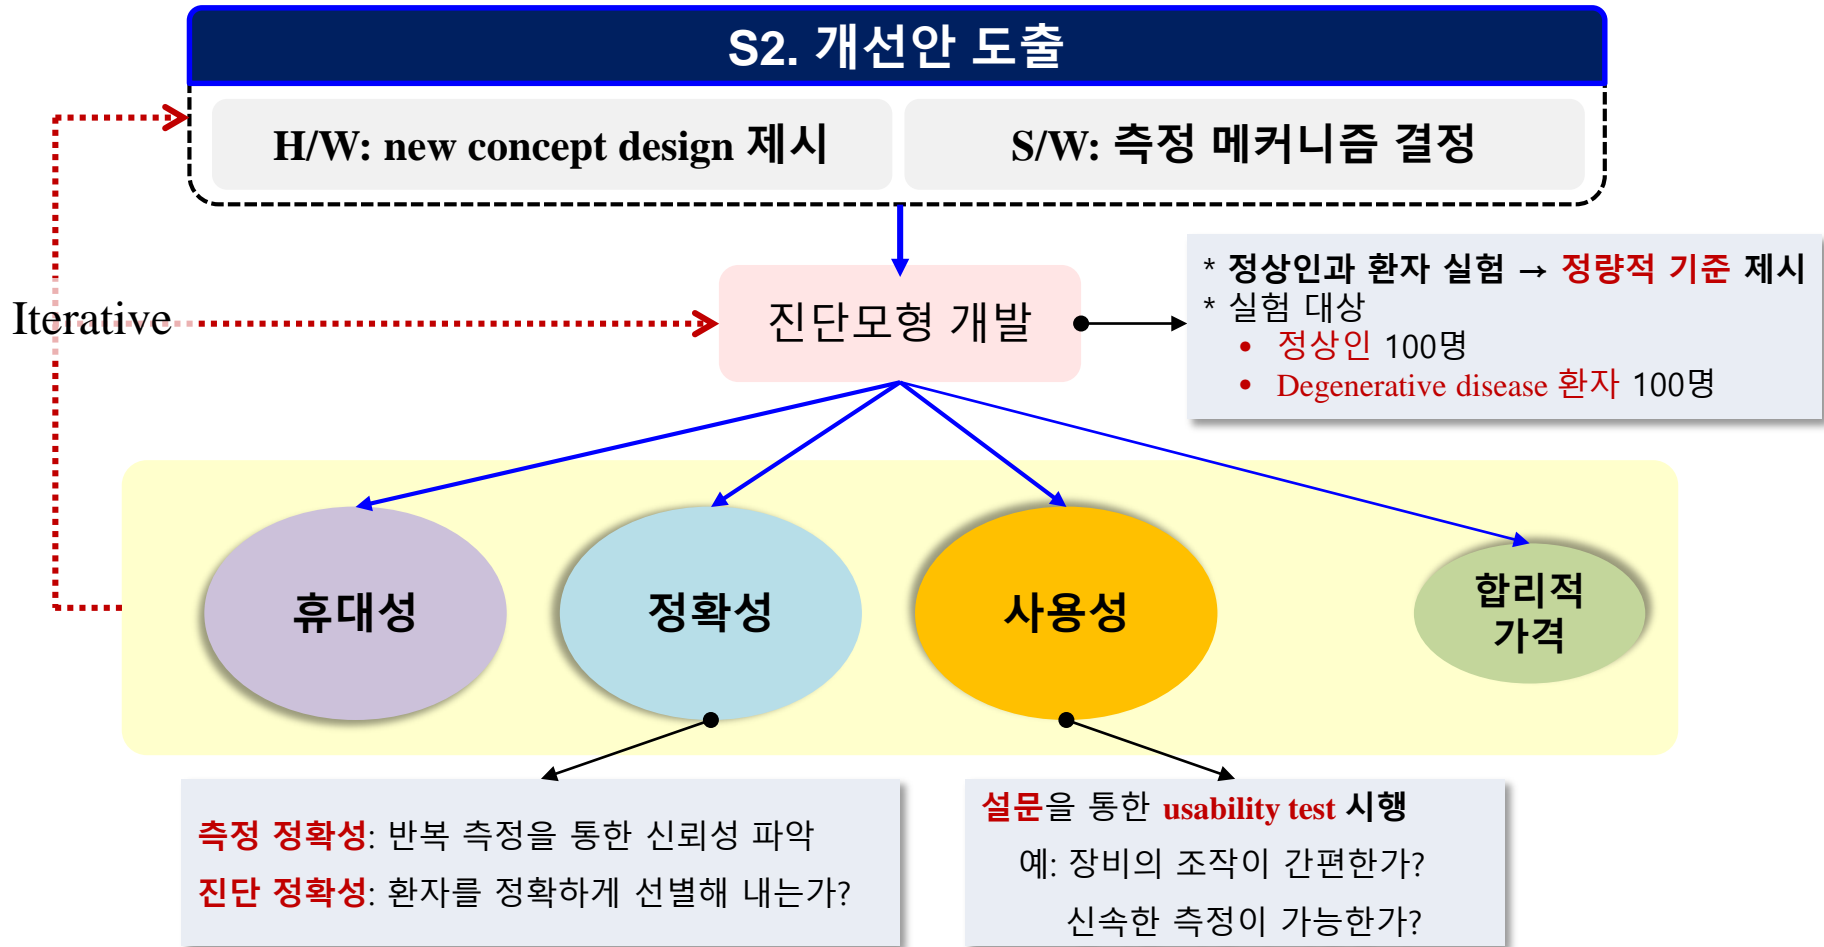 S2. 개선안 도출
H/W: new concept design 제시
S/W: 측정 메커니즘 결정
Iterative
진단모형 개발
* 정상인과 환자 실험 → 정량적 기준 제시
* 실험 대상
• 정상인 100명
• Degenerative disease 환자 100명
휴대성
정확성
사용성
합리적
가격
측정 정확성: 반복 측정을 통한 신뢰성 파악
진단 정확성: 환자를 정확하게 선별해 내는가?
설문을 통한 usability test 시행
예: 장비의 조작이 간편한가?
신속한 측정이 가능한가?